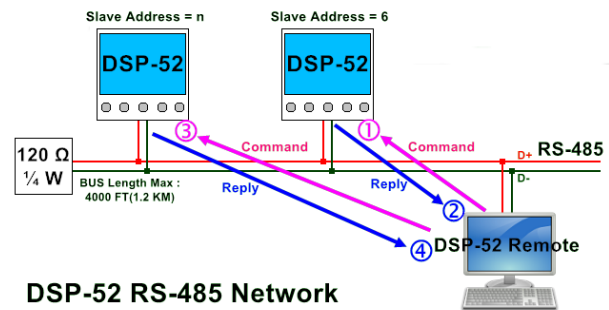 Slave Address = n
Slave Address = 6
DSP-52
DSP-52
③
①
Command
Command
120 Ω
¼ W
D+
RS-485
D-
BUS Length Max :
4000 FT(1.2 KM)
Reply
Reply
②
④
DSP-52 Remote
DSP-52 RS-485 Network